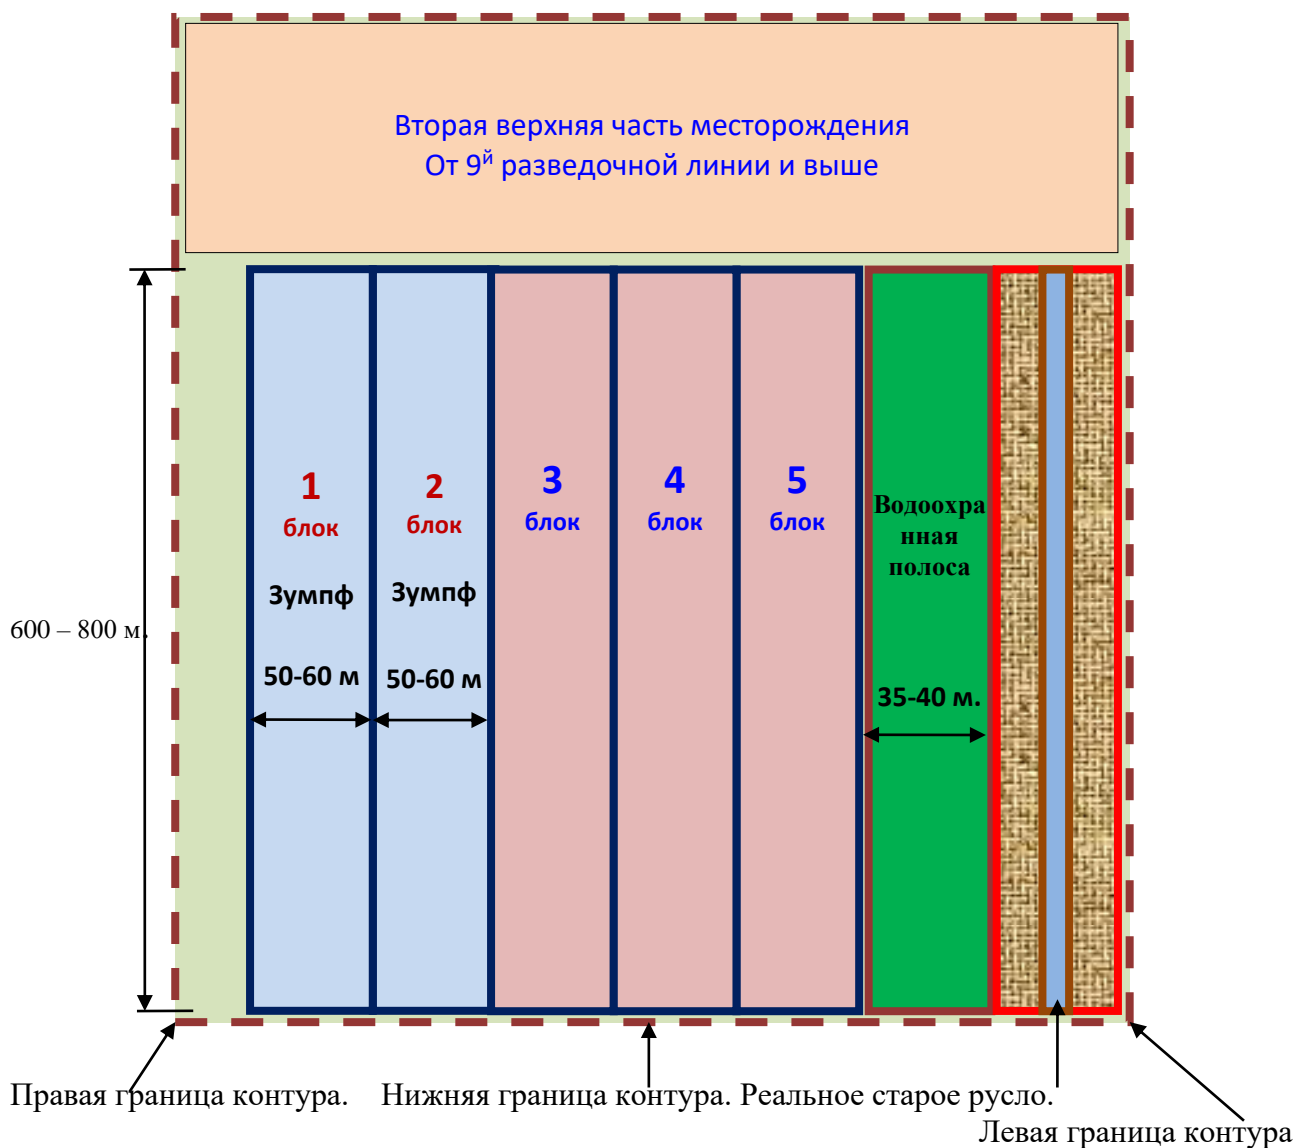 Вторая верхняя часть месторождения
От 9й разведочной линии и выше
1
блок
Зумпф
50-60 м
2
блок
Зумпф
50-60 м
3
блок
4
блок
5
блок
Водоохра
нная
полоса
35-40 м.
600 – 800 м.
Правая граница контура. Нижняя граница контура. Реальное старое русло.
Левая граница контура